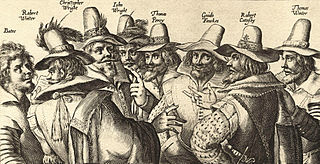 Bates
Robert
Winter
Christopher
Wright
Iohn
Wright
Thomas
Percy
Guido
Fawkes
Robert
Catesby
Thomas
Winter